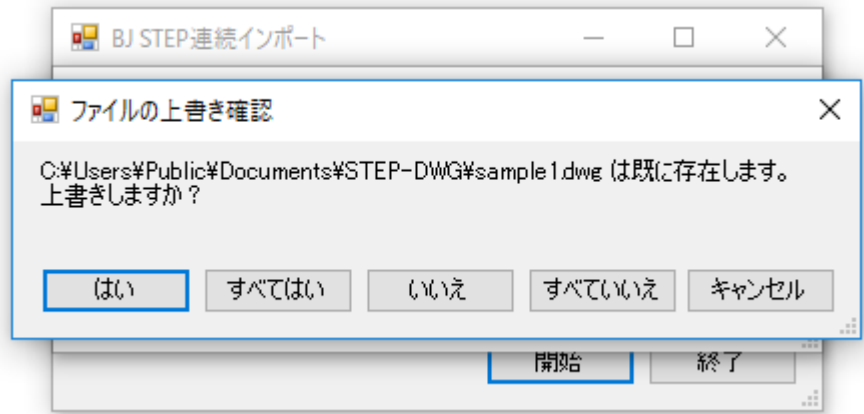 BJ STEP連続インポート
ファイルの上書き確認
C:¥Users¥Public¥Documents¥STEP-DWG¥sample1.dwg は既に存在します。
上書きしますか？
はい すべてはい いいえ すべていいえ キャンセル
開始 終了